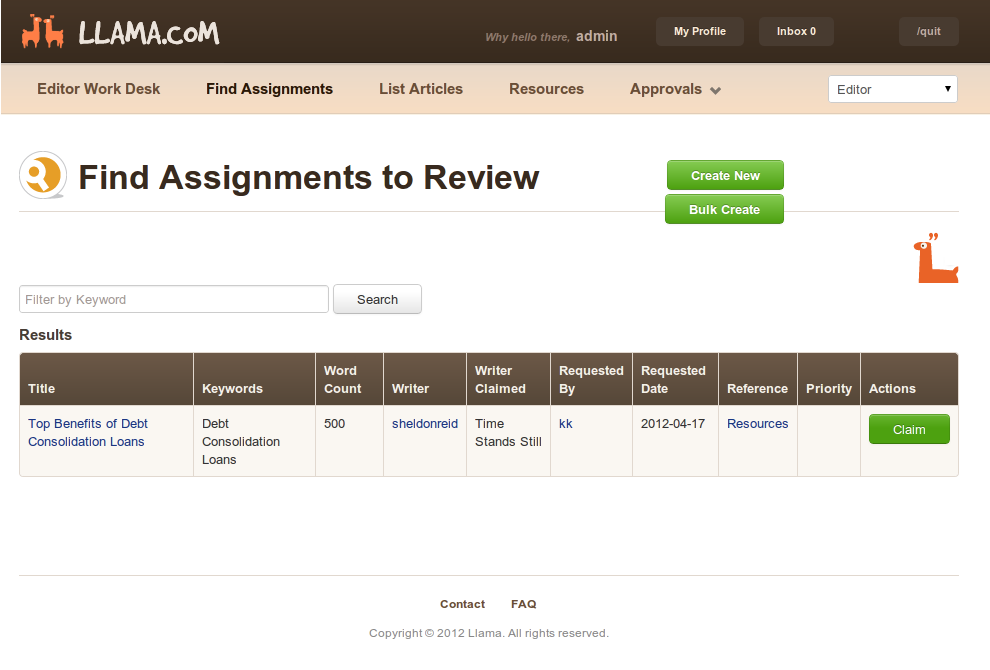 LLAMA.COM
Why hello there, admin
My Profile
Inbox 0
/quit
Editor Work Desk
Find Assignments
List Articles
Resources
Approvals
Editor
Find Assignments to Review
Create New
Bulk Create
Filter by Keyword
Search
Results
Title
Keywords
Word
Count
Writer
Writer
Claimed
Requested
By
Requested
Date
Reference
Priority
Actions
Top Benefits of Debt
Consolidation Loans
Debt
Consolidation
Loans
500
sheldonreid
Time
Stands Still
kk
2012-04-17
Resources
Claim
Contact
FAQ
Copyright © 2012 Llama. All rights reserved.